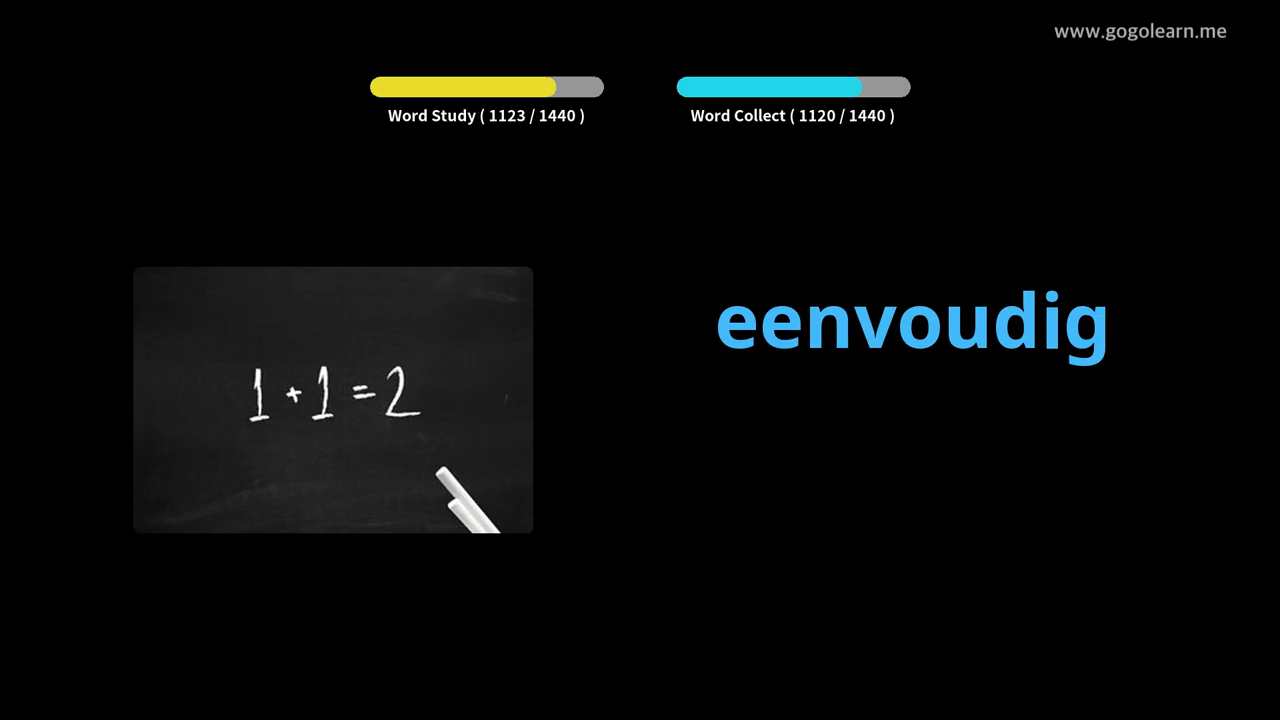 www.gogolearn.me
Word Study ( 1123 / 1440 )
Word Collect ( 1120 / 1440 )
eenvoudig
1 + 1 = 2